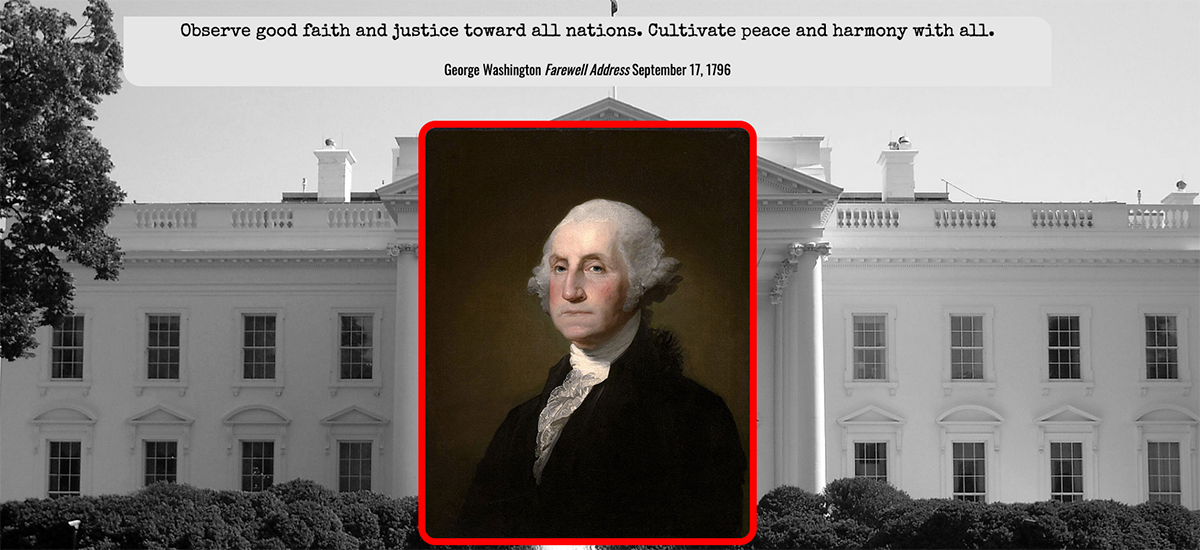 Observe good faith and justice toward all nations. Cultivate peace and harmony with all.
George Washington Farewell Address September 17, 1796